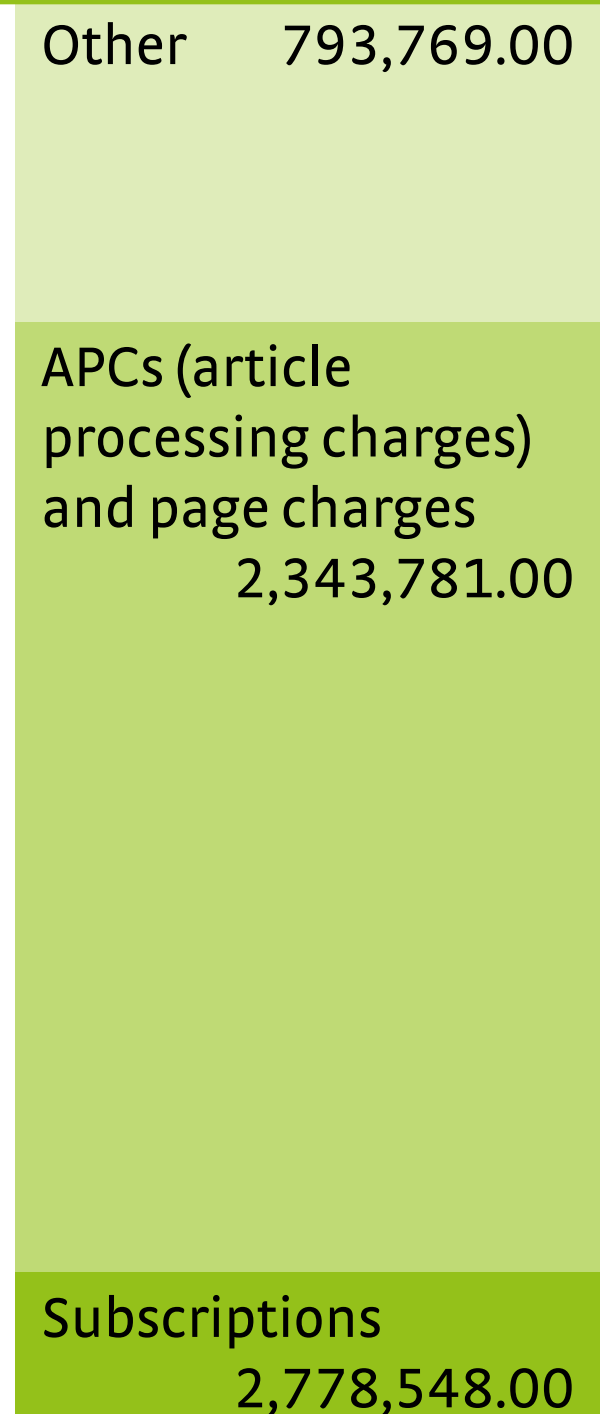 Other 793,769.00
APCs (article
processing charges)
and page charges
2,343,781.00
Subscriptions
2,778,548.00